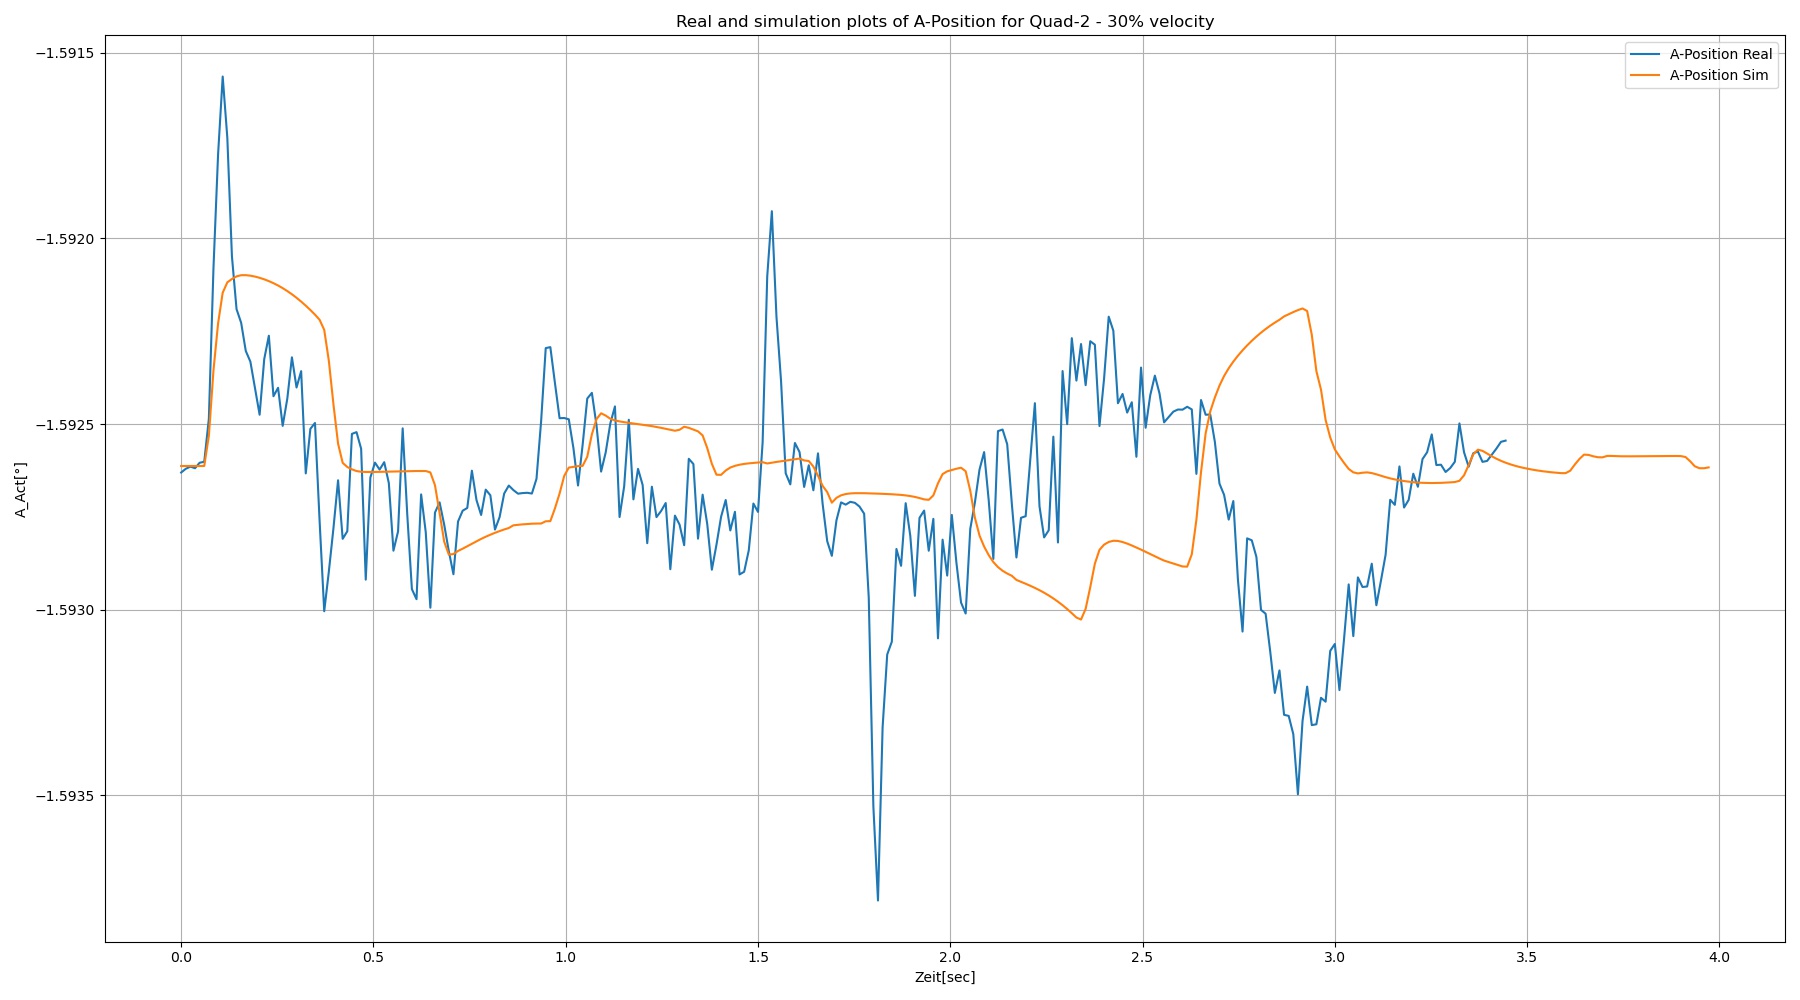 Real and simulation plots of A-Position for Quad-2 - 30% velocity
A-Position Real
A-Position Sim
A_Act[°]
−1.5915
−1.5920
−1.5925
−1.5930
−1.5935
0.0
0.5
1.0
1.5
2.0
2.5
3.0
3.5
4.0
Zeit[sec]